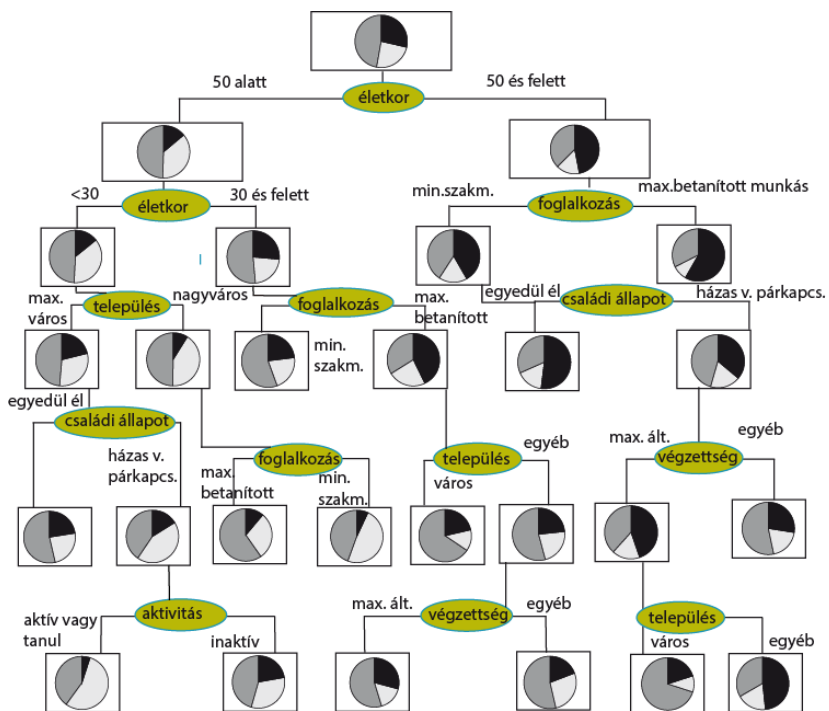 50 alatt
50 és felett
életkor
<30
30 és felett
életkor
min.szakm.
foglalkozás
max.betanított munkás
max.
város
település
nagyváros
foglalkozás
min.
szakm.
max.
betanított
egyedül él
családi állapot
házas v. párkapcs.
egyedül él
családi állapot
házas v.
párkapcs.
max.
betanított
foglalkozás
min.
szakm.
település
város
egyéb
max. ált.
végzettség
egyéb
aktív vagy
tanul
aktivitás
inaktív
max. ált.
végzettség
egyéb
település
város
egyéb